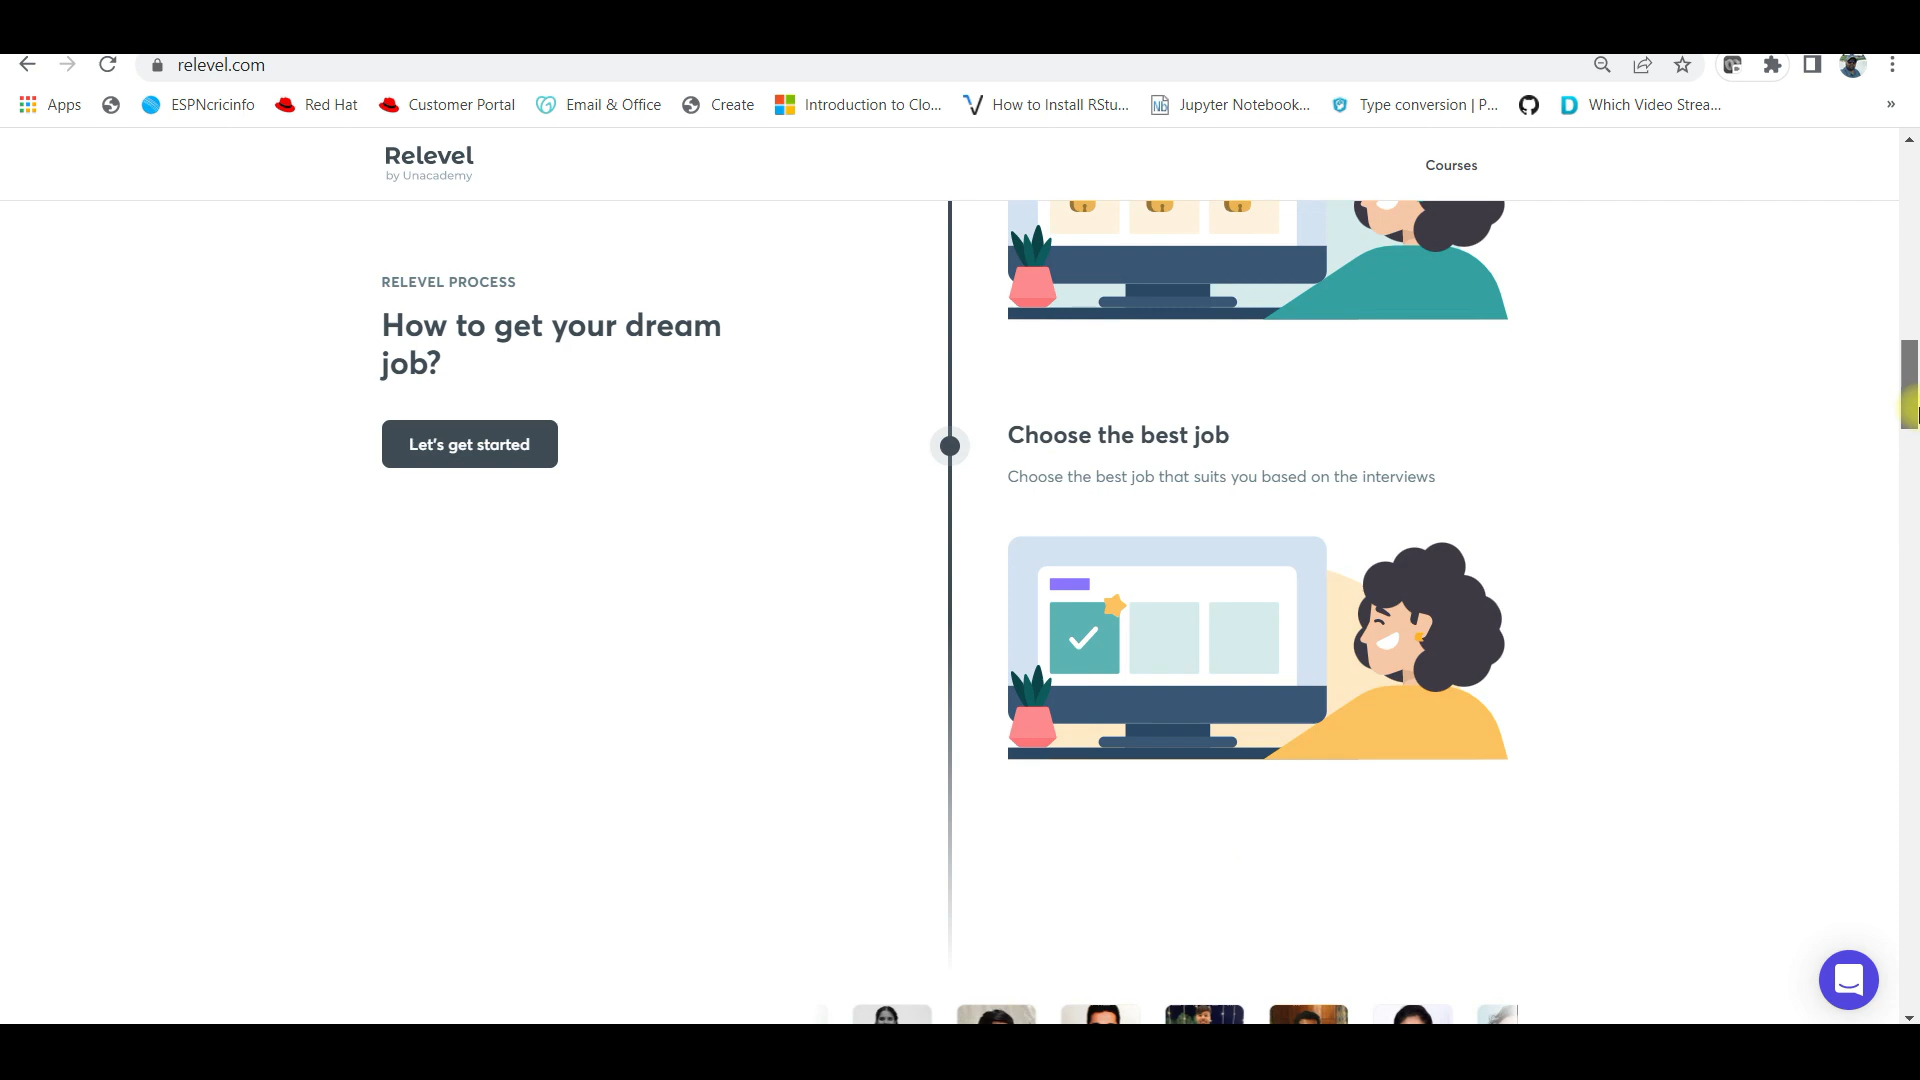 relevel.com
Apps
ESPNcricinfo
Red Hat
Customer Portal
Email & Office
Create
Introduction to Clo...
How to Install RStu...
Jupyter Notebook...
Type conversion | P...
Which Video Strea...
»
Relevel
by Unacademy
Courses
RELEVEL PROCESS
How to get your dream
job?
Let's get started
Choose the best job
Choose the best job that suits you based on the interviews